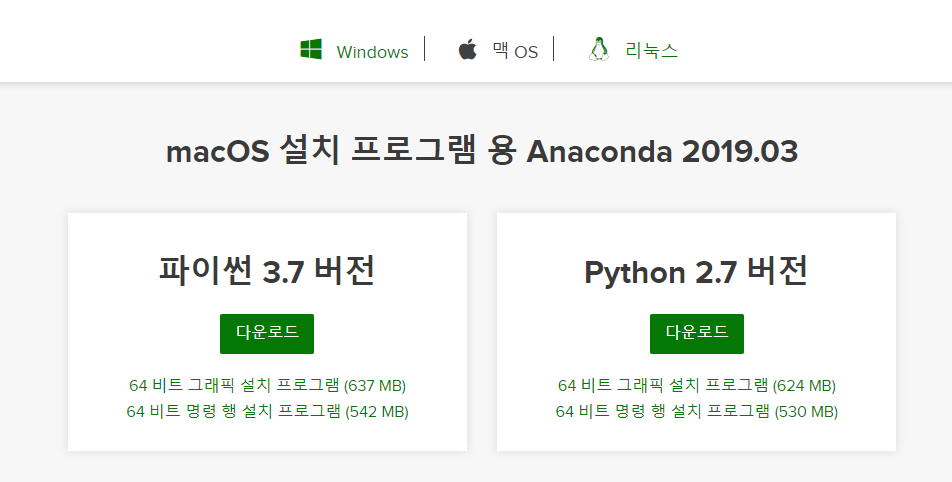 Windows 맥 OS 리눅스
macOS 설치 프로그램 용 Anaconda 2019.03
파이썬 3.7 버전
다운로드
64 비트 그래픽 설치 프로그램 (637 MB)
64 비트 명령 행 설치 프로그램 (542 MB)
Python 2.7 버전
다운로드
64 비트 그래픽 설치 프로그램 (624 MB)
64 비트 명령 행 설치 프로그램 (530 MB)